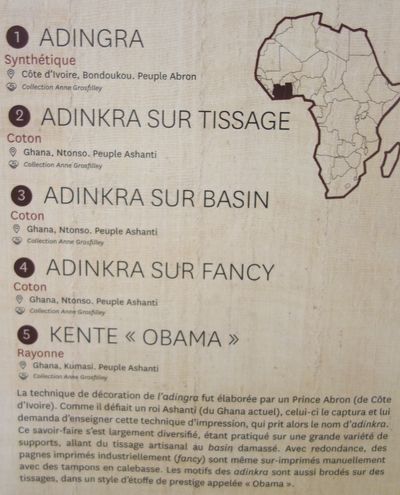 1 ADINGRA
Synthétique
Côte d'Ivoire, Bondoukou. Peuple Abron
Collection Anne Grosfilley
2 ADINKRA SUR TISSAGE
Coton
Ghana, Ntonso. Peuple Ashanti
Collection Anne Grosfilley
3 ADINKRA SUR BASIN
Coton
Ghana, Ntonso. Peuple Ashanti
Collection Anne Grosfilley
4 ADINKRA SUR FANCY
Coton
Ghana, Ntonso. Peuple Ashanti
Collection Anne Grosfilley
5 KENTE « OBAMA »
Rayonne
Ghana, Kumasi. Peuple Ashanti
Collection Anne Grosfilley
La technique de décoration de l'adingra fut élaborée par un Prince Abron (de Côte
d'Ivoire). Comme il défiait un roi Ashanti (du Ghana actuel), celui-ci le captura et lui
demanda d'enseigner cette technique d'impression, qui prit alors le nom d'adinkra.
Ce savoir-faire s'est largement diversifié, étant pratiqué sur une grande variété de
supports, allant du tissage artisanal au basin damassé. Avec redondance, des
pagnes imprimés industriellement (fancy) sont même sur-imprimés manuellement
avec des tampons en calebasse. Les motifs des adinkra sont aussi brodés sur des
tissages, dans un style d'étoffe de prestige appelée « Obama ».